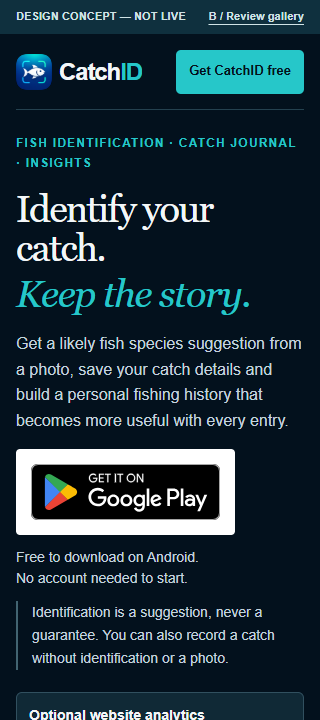 DESIGN CONCEPT — NOT LIVE B / Review gallery
CatchID Get CatchID free
FISH IDENTIFICATION · CATCH JOURNAL
· INSIGHTS
Identify your
catch.
Keep the story.
Get a likely fish species suggestion from
a photo, save your catch details and
build a personal fishing history that
becomes more useful with every entry.
GET IT ON
Google Play
Free to download on Android.
No account needed to start.
Identification is a suggestion, never a
guarantee. You can also record a catch
without identification or a photo.
Optional website analytics